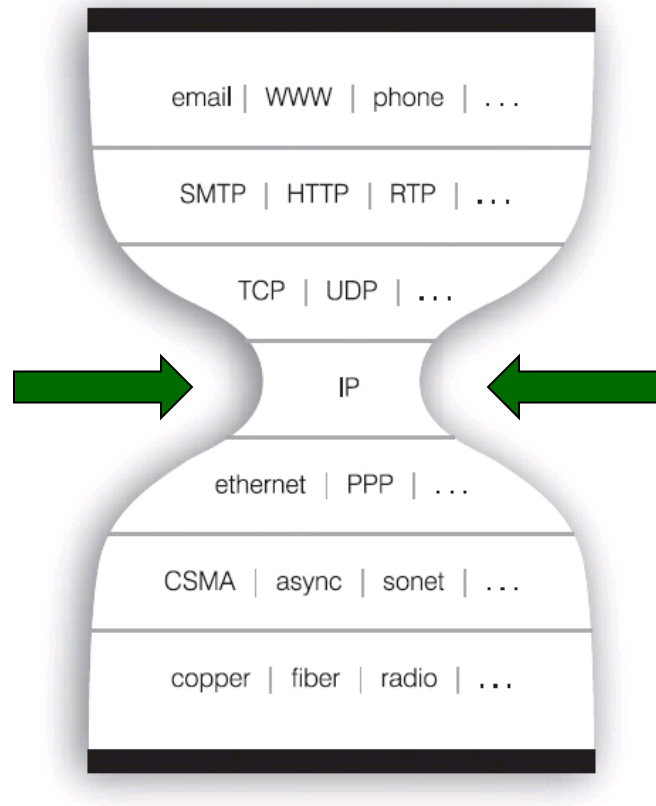 email | WWW | phone | ...
SMTP | HTTP | RTP | ...
TCP | UDP | ...
IP
ethernet | PPP | ...
CSMA | async | sonet | ...
copper | fiber | radio | ...